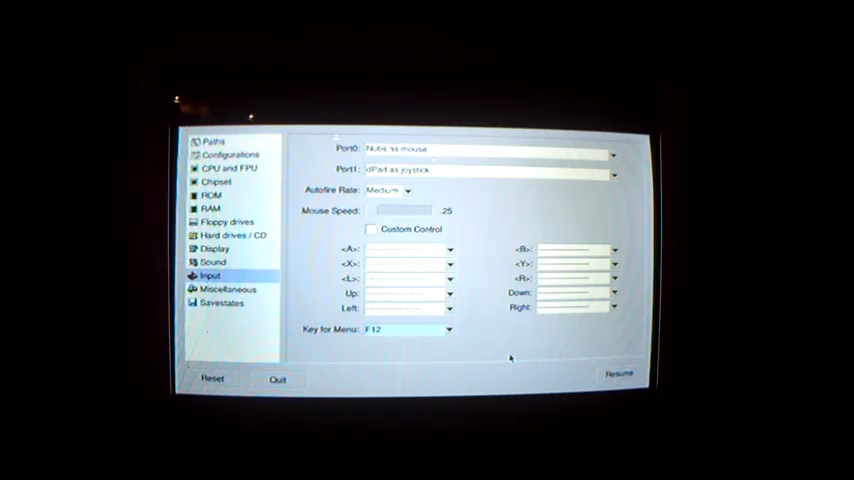 Paths
Configurations
CPU and FPU
Chipset
ROM
RAM
Floppy drives
Hard drives / CD
Display
Sound
Input
Miscellaneous
Savestates
Port0: Nubs as mouse
Port1: dPad as joystick
Autofire Rate: Medium
Mouse Speed: .25
Custom Control
<A>: <B>:
<X>: <Y>:
<L>: <R>:
Up: Down:
Left: Right:
Key for Menu: F12
Reset Quit Resume